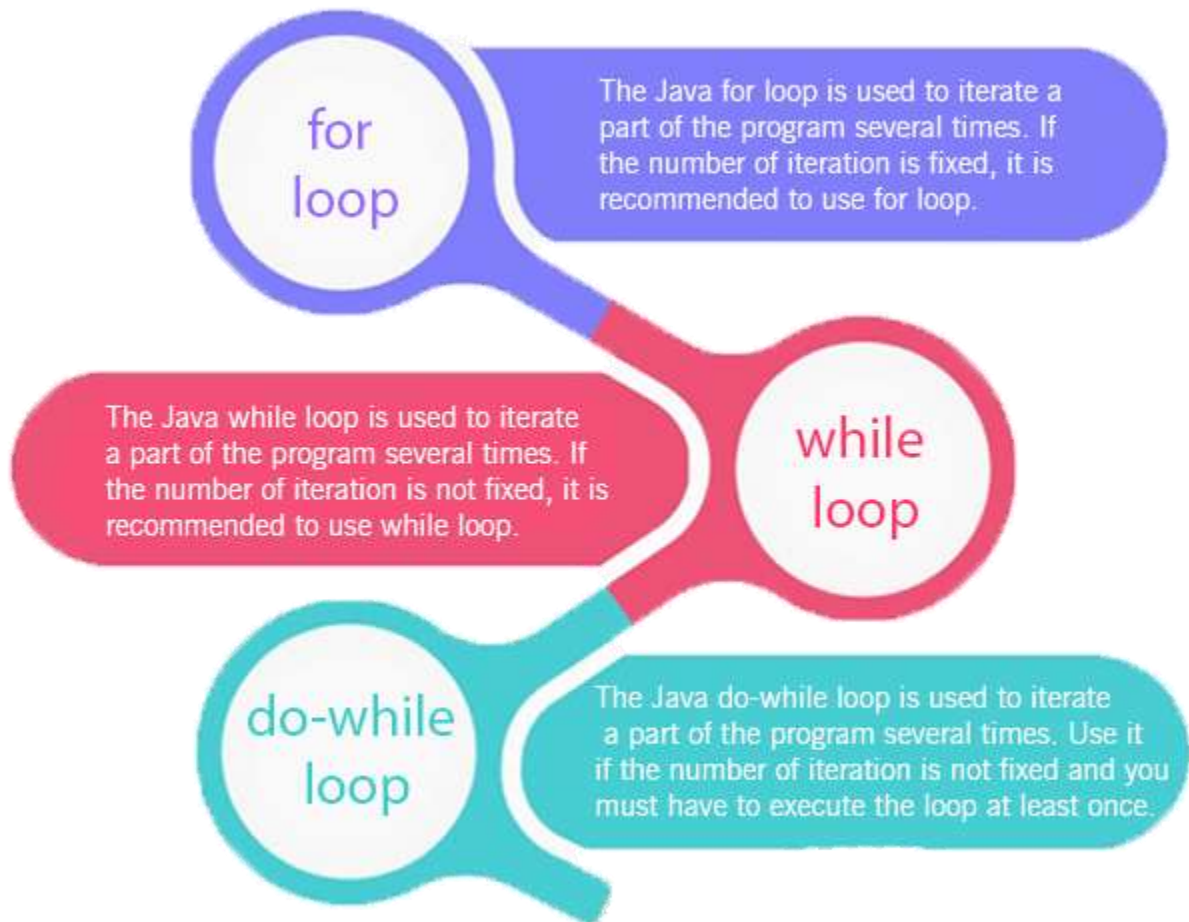 for
loop
The Java for loop is used to iterate a
part of the program several times. If
the number of iteration is fixed, it is
recommended to use for loop.
The Java while loop is used to iterate
a part of the program several times. If
the number of iteration is not fixed, it is
recommended to use while loop.
while
loop
do-while
loop
The Java do-while loop is used to iterate
a part of the program several times. Use it
if the number of iteration is not fixed and you
must have to execute the loop at least once.